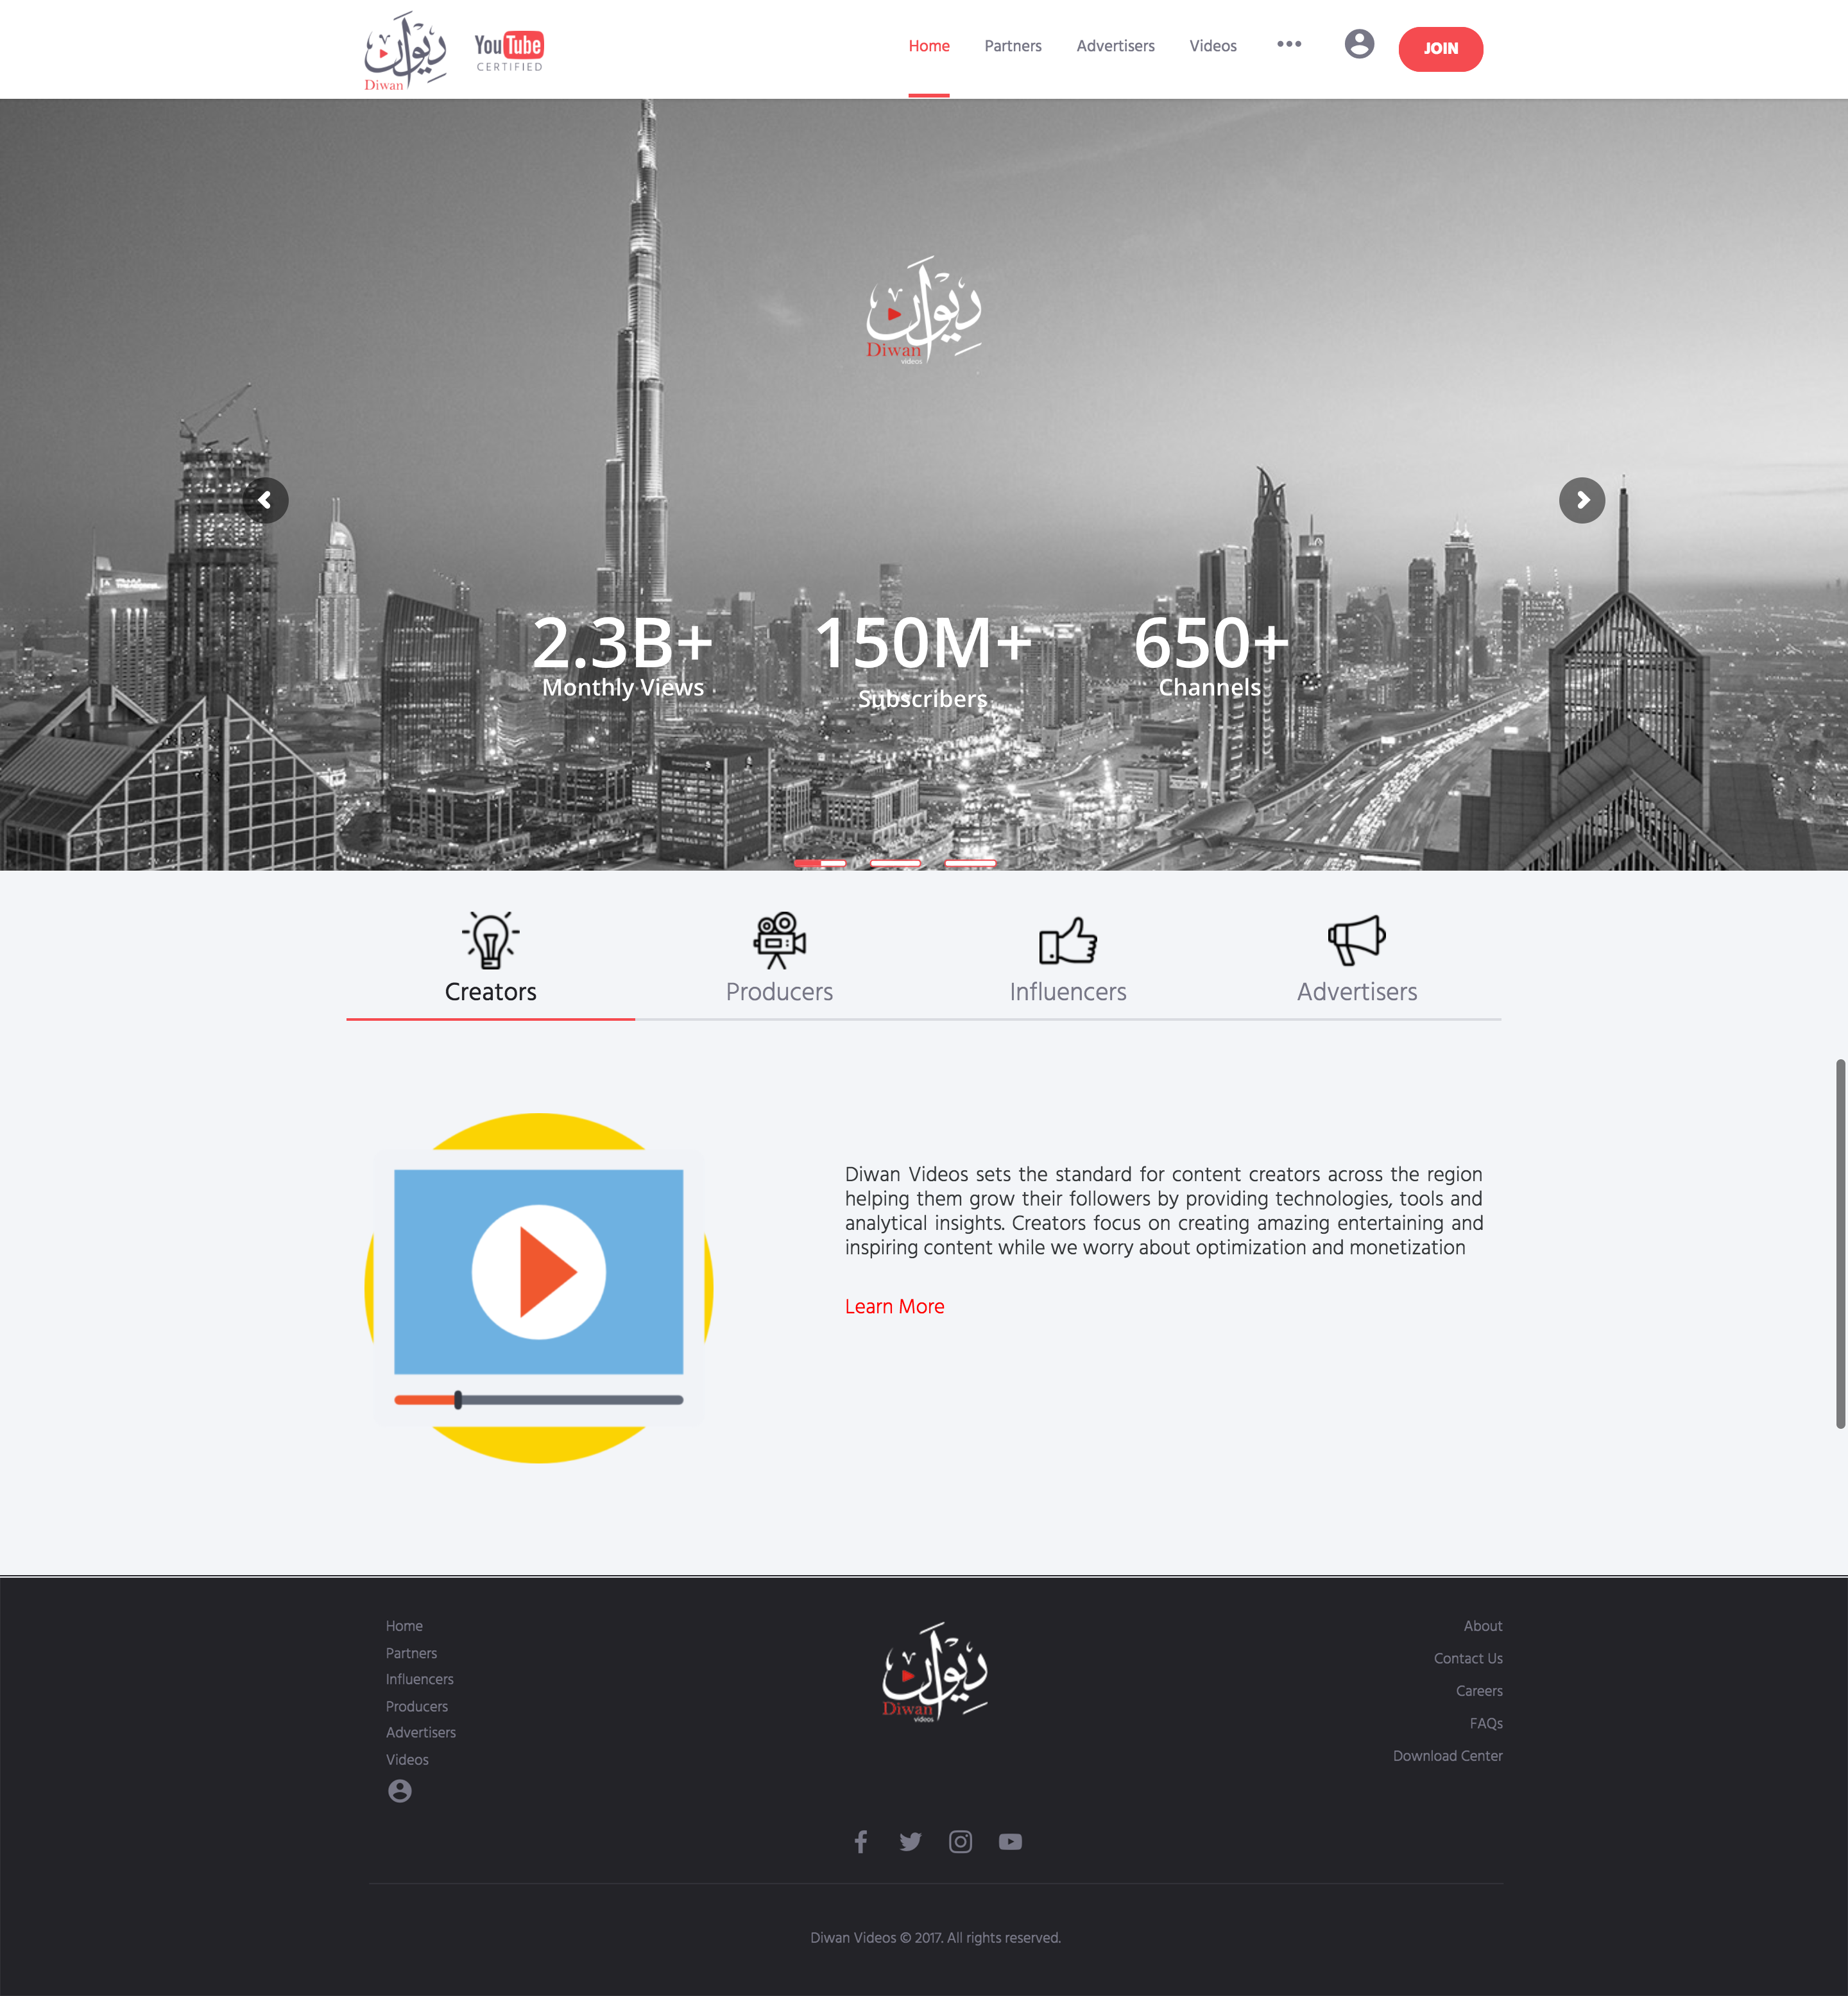 ديوان
Diwan
YouTube
CERTIFIED
Home
Partners
Advertisers
Videos
JOIN
ديوان
Diwan
videos
2.3B+
Monthly Views
150M+
Subscribers
650+
Channels
Creators
Producers
Influencers
Advertisers
Diwan Videos sets the standard for content creators across the region
helping them grow their followers by providing technologies, tools and
analytical insights. Creators focus on creating amazing entertaining and
inspiring content while we worry about optimization and monetization
Learn More
Home
Partners
Influencers
Producers
Advertisers
Videos
ديوان
Diwan
videos
About
Contact Us
Careers
FAQs
Download Center
Diwan Videos © 2017. All rights reserved.